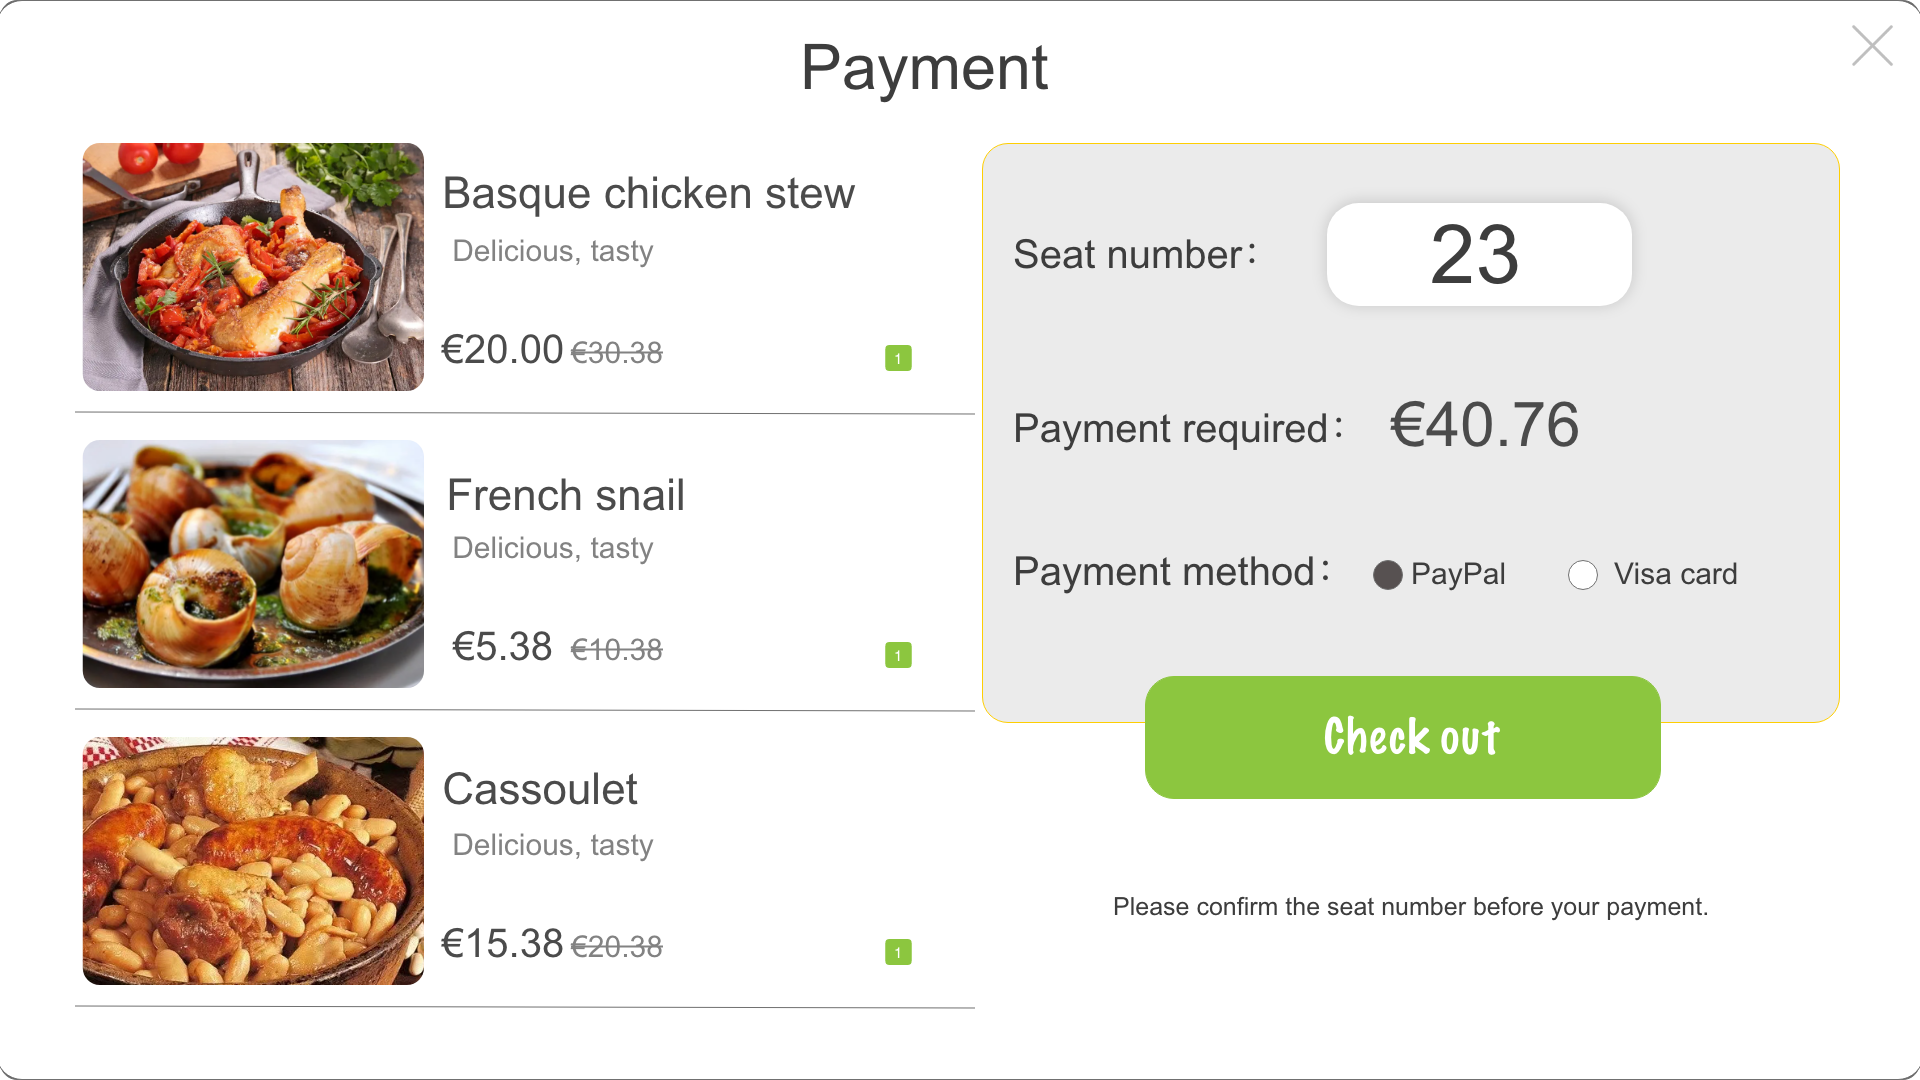 Payment
Basque chicken stew
Delicious, tasty
€20.00 €30.38
1
French snail
Delicious, tasty
€5.38 €10.38
1
Cassoulet
Delicious, tasty
€15.38 €20.38
1
Seat number: 23
Payment required: €40.76
Payment method: PayPal Visa card
Check out
Please confirm the seat number before your payment.